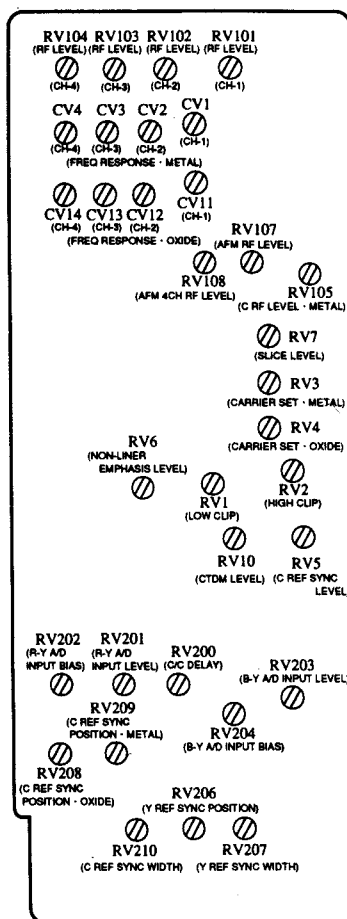 RV104 RV103 RV102 RV101
(RF LEVEL) (RF LEVEL) (RF LEVEL) (RF LEVEL)
(CH-4) (CH-3) (CH-2) (CH-1)
CV4 CV3 CV2 CV1
(CH-4) (CH-3) (CH-2) (CH-1)
(FREQ RESPONSE · METAL)
CV14 CV13 CV12 CV11
(CH-4) (CH-3) (CH-2) (CH-1)
(FREQ RESPONSE · OXIDE)
RV107
(AFM RF LEVEL)
RV108
(AFM 4CH RF LEVEL)
RV105
(C RF LEVEL · METAL)
RV7
(SLICE LEVEL)
RV3
(CARRIER SET · METAL)
RV4
(CARRIER SET · OXIDE)
RV6
(NON-LINER
EMPHASIS LEVEL)
RV1
(LOW CLIP)
RV2
(HIGH CLIP)
RV10
(CTDM LEVEL)
RV5
(C REF SYNC
LEVEL)
RV202
(R-Y A/D
INPUT BIAS)
RV201
(R-Y A/D
INPUT LEVEL)
RV200
(C/C DELAY)
RV203
(B-Y A/D INPUT LEVEL)
RV209
(C REF SYNC
POSITION · METAL)
RV204
(B-Y A/D INPUT BIAS)
RV208
(C REF SYNC
POSITION · OXIDE)
RV206
(Y REF SYNC POSITION)
RV210
(C REF SYNC WIDTH)
RV207
(Y REF SYNC WIDTH)